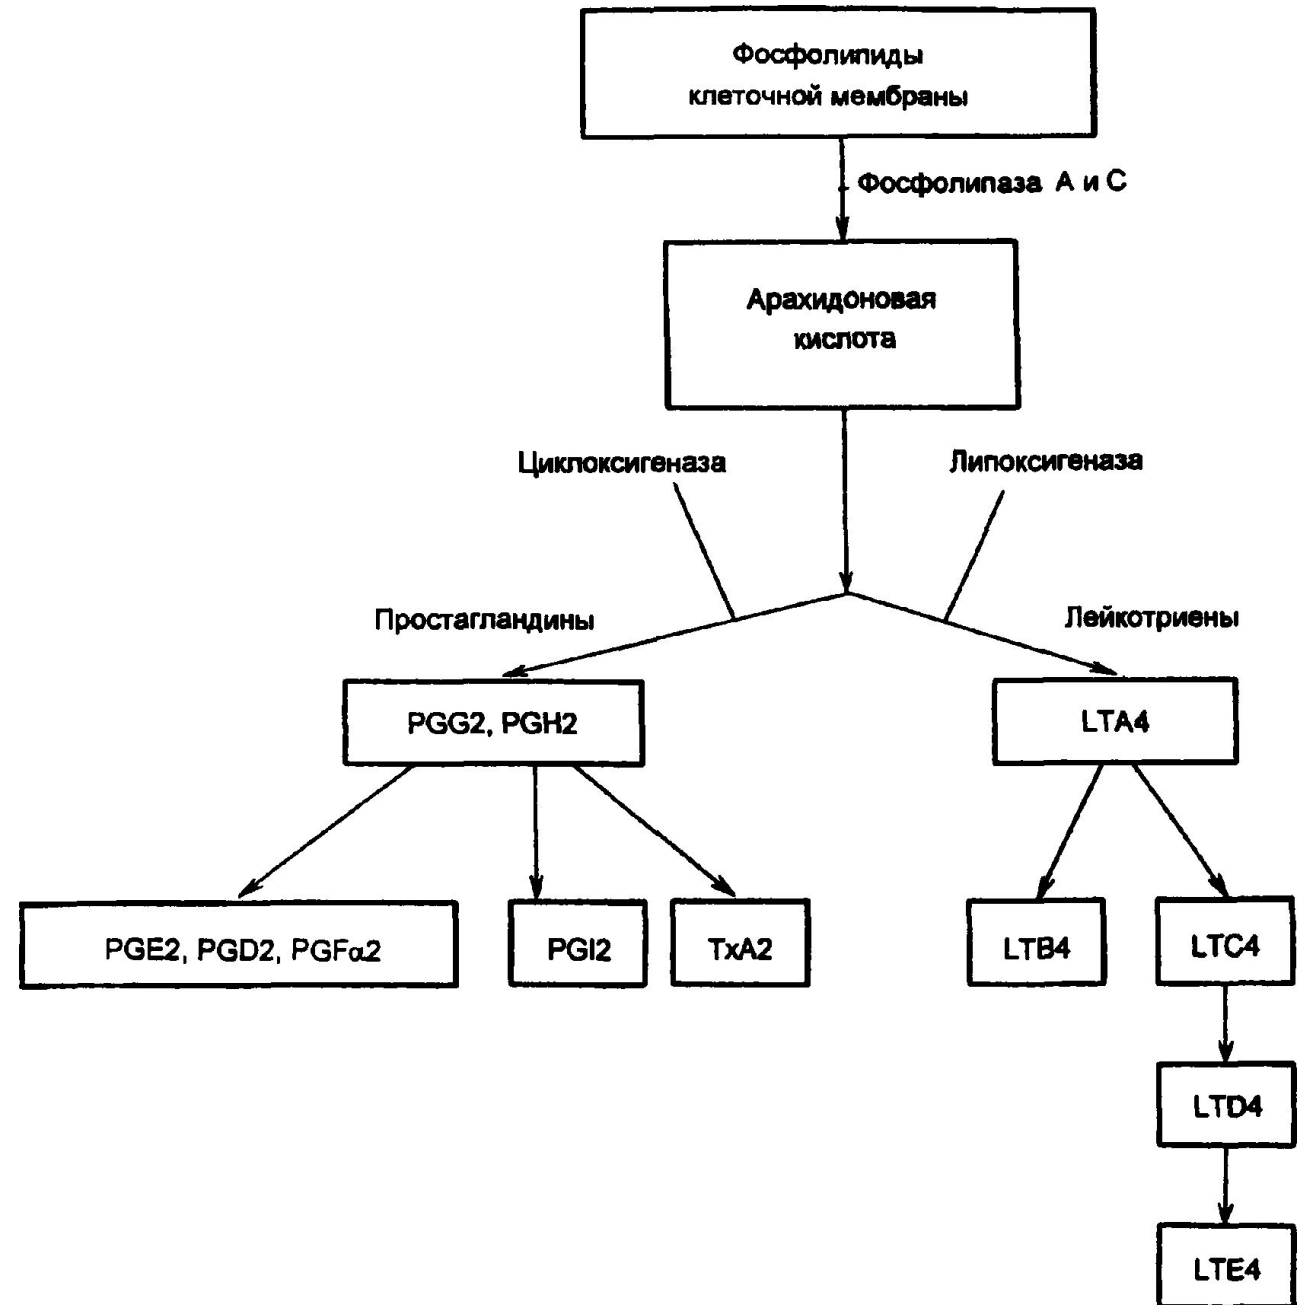 Фосфолипиды
клеточной мембраны
Фосфолипаза А и С
Арахидоновая
кислота
Циклоксигеназа
Липоксигеназа
Простагландины
Лейкотриены
PGG2, PGH2
LTA4
PGE2, PGD2, PGFα2
PGI2
TxA2
LTB4
LTC4
LTD4
LTE4